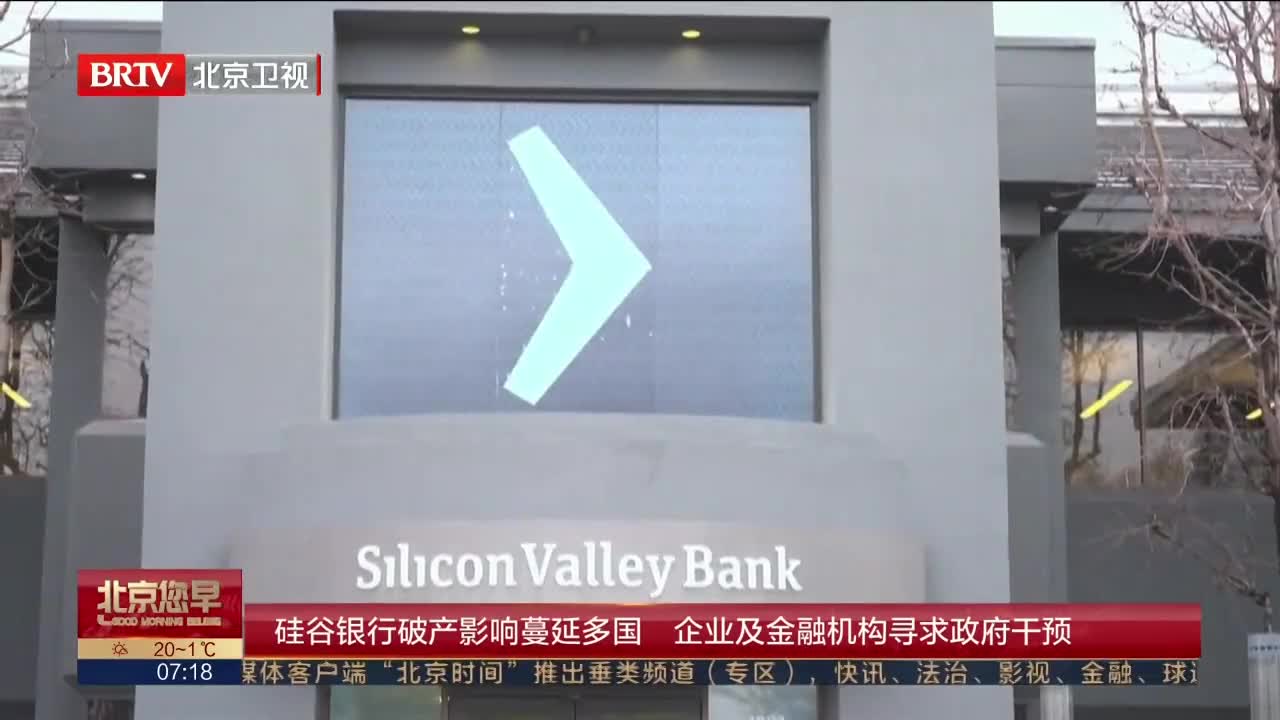 BRTV 北京卫视
Silicon Valley Bank
北京您早
GOOD MORNING BEIJING
硅谷银行破产影响蔓延多国 企业及金融机构寻求政府干预
20~1℃
07:18
媒体客户端“北京时间”推出垂类频道（专区），快讯、法治、影视、金融、球